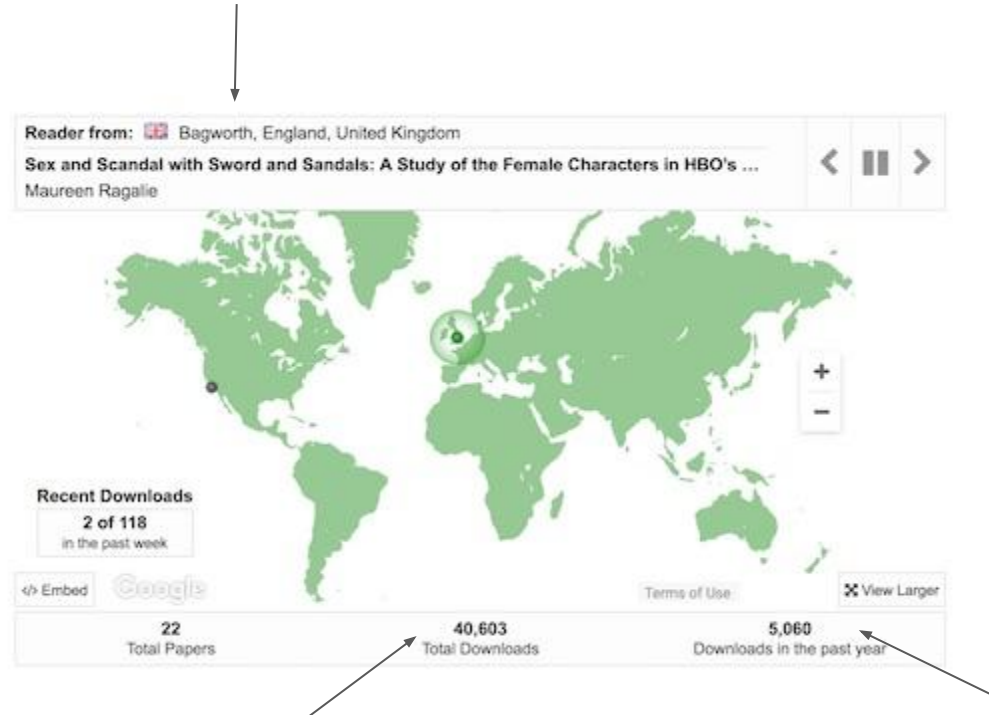 Reader from: Bagworth, England, United Kingdom
Sex and Scandal with Sword and Sandals: A Study of the Female Characters in HBO's ...
Maureen Ragalie
+
−
Recent Downloads
2 of 118
in the past week
</> Embed
Google
Terms of Use
View Larger
22
Total Papers
40,603
Total Downloads
5,060
Downloads in the past year